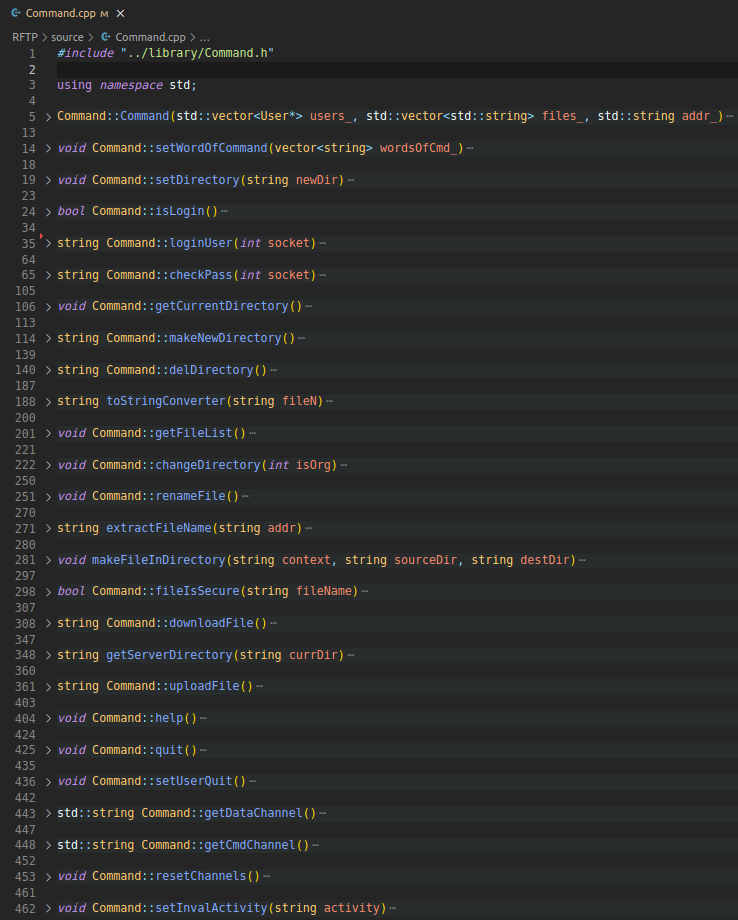 Command.cpp M ×
RFTP > source > Command.cpp > ...
1 #include "../library/Command.h"
2
3 using namespace std;
4
5 > Command::Command(std::vector<User*> users_, std::vector<std::string> files_, std::string addr_)⋯
13
14 > void Command::setWordOfCommand(vector<string> wordsOfCmd_)⋯
18
19 > void Command::setDirectory(string newDir)⋯
23
24 > bool Command::isLogin()⋯
34
35 > string Command::loginUser(int socket)⋯
64
65 > string Command::checkPass(int socket)⋯
105
106 > void Command::getCurrentDirectory()⋯
113
114 > string Command::makeNewDirectory()⋯
139
140 > string Command::delDirectory()⋯
187
188 > string toStringConverter(string fileN)⋯
200
201 > void Command::getFileList()⋯
221
222 > void Command::changeDirectory(int isOrg)⋯
250
251 > void Command::renameFile()⋯
270
271 > string extractFileName(string addr)⋯
280
281 > void makeFileInDirectory(string context, string sourceDir, string destDir)⋯
297
298 > bool Command::fileIsSecure(string fileName)⋯
307
308 > string Command::downloadFile()⋯
347
348 > string getServerDirectory(string currDir)⋯
360
361 > string Command::uploadFile()⋯
403
404 > void Command::help()⋯
424
425 > void Command::quit()⋯
435
436 > void Command::setUserQuit()⋯
442
443 > std::string Command::getDataChannel()⋯
447
448 > std::string Command::getCmdChannel()⋯
452
453 > void Command::resetChannels()⋯
461
462 > void Command::setInvalActivity(string activity)⋯